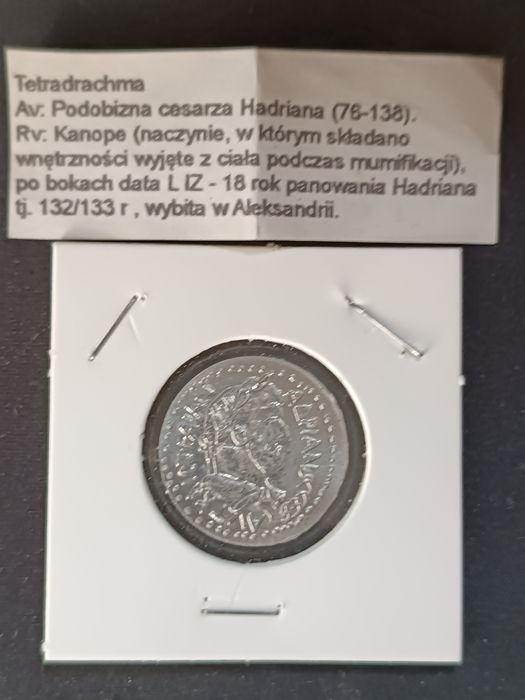 Tetradrachma
Av: Podobizna cesarza Hadriana (76-138).
Rv: Kanope (naczynie, w którym składano
wnętrzności wyjęte z ciała podczas mumifikacji),
po bokach data L IZ - 18 rok panowania Hadriana
tj. 132/133 r , wybita w Aleksandrii.